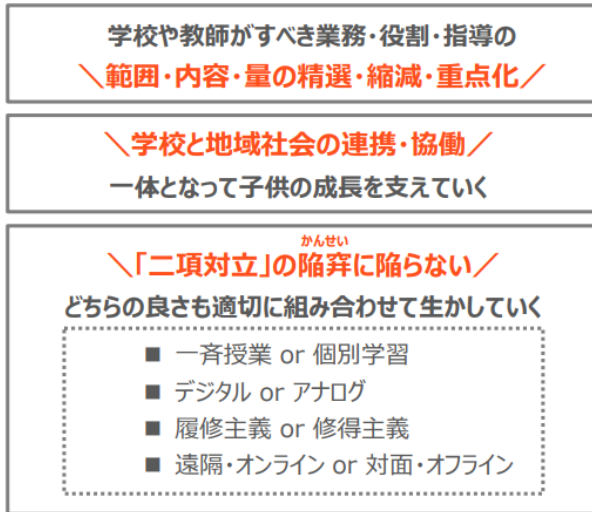 学校や教師がすべき業務・役割・指導の
＼範囲・内容・量の精選・縮減・重点化／
＼学校と地域社会の連携・協働／
一体となって子供の成長を支えていく
かんせい
＼「二項対立」の陥穽に陥らない／
どちらの良さも適切に組み合わせて生かしていく
■ 一斉授業 or 個別学習
■ デジタル or アナログ
■ 履修主義 or 修得主義
■ 遠隔・オンライン or 対面・オフライン